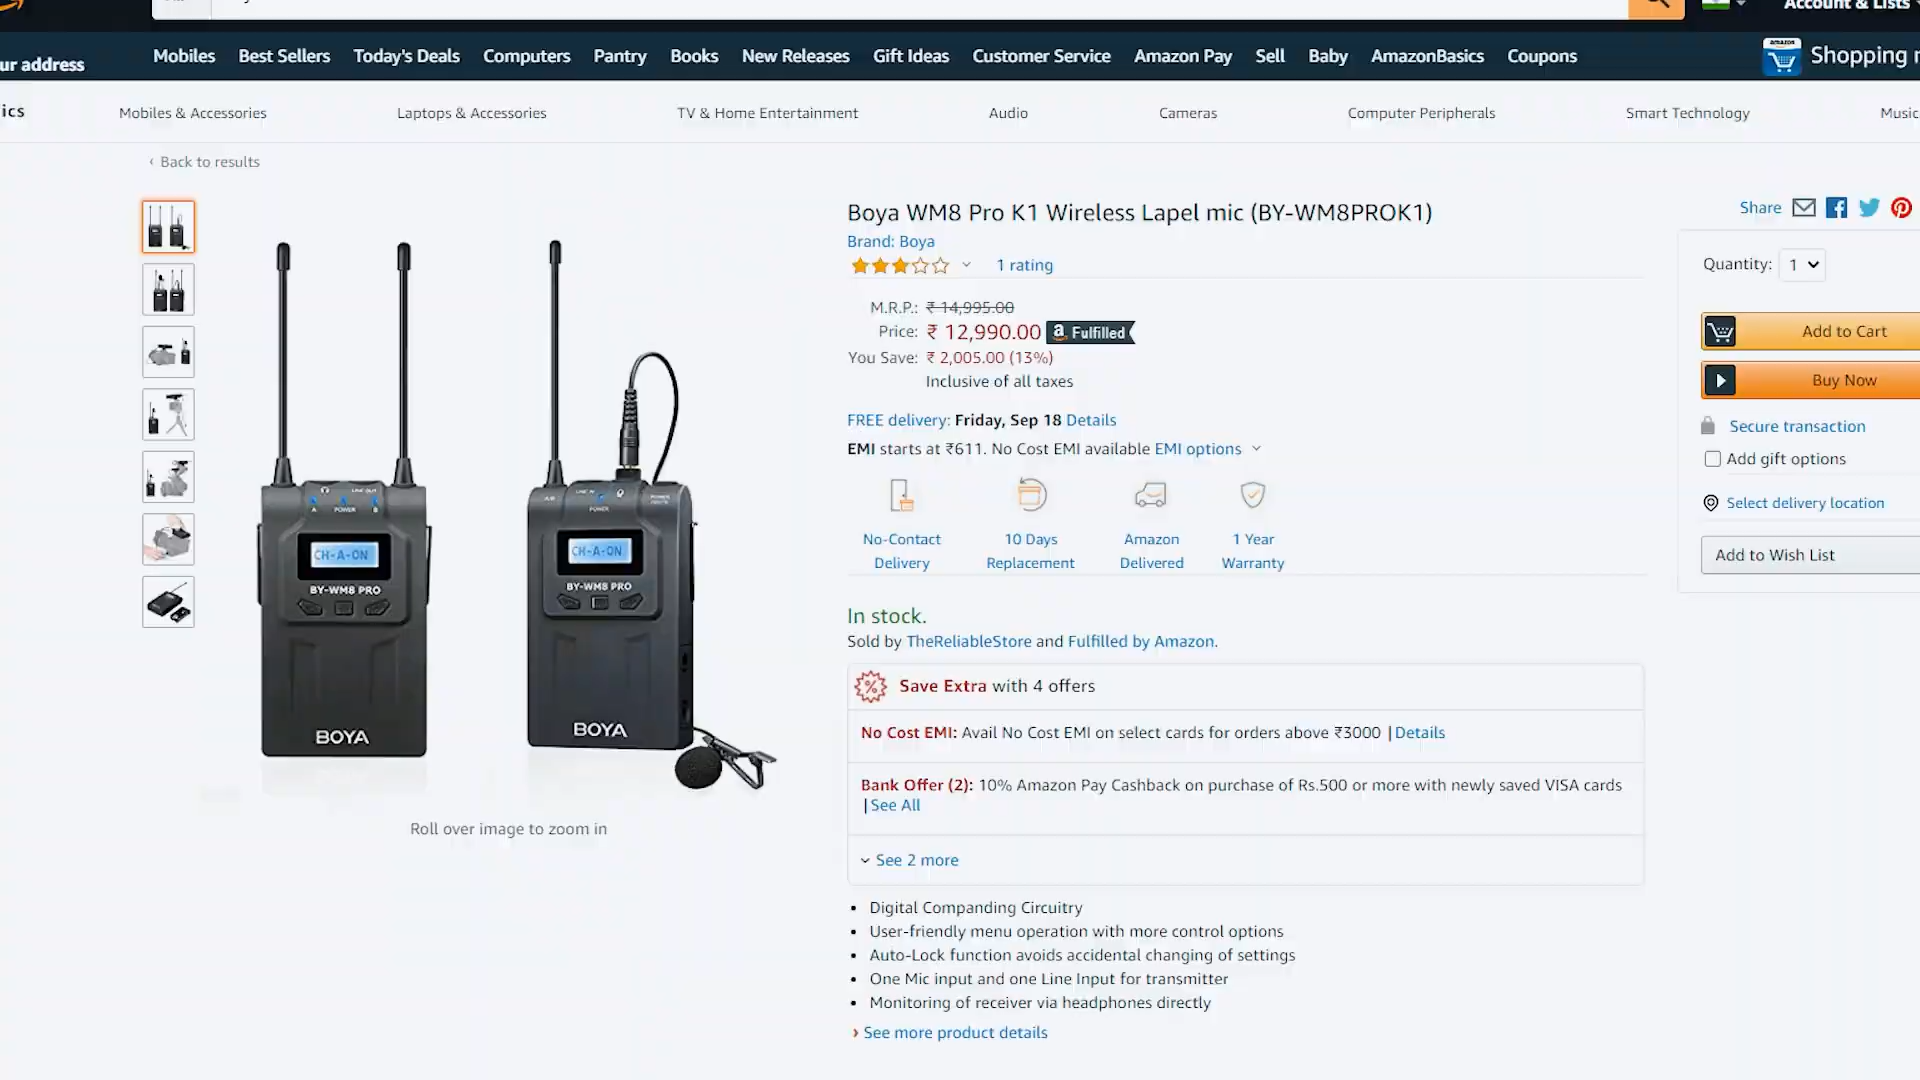 Account & Lists
ur address
Mobiles Best Sellers Today's Deals Computers Pantry Books New Releases Gift Ideas Customer Service Amazon Pay Sell Baby AmazonBasics Coupons
Shopping
ics
Mobiles & Accessories Laptops & Accessories TV & Home Entertainment Audio Cameras Computer Peripherals Smart Technology Music
‹ Back to results
Boya WM8 Pro K1 Wireless Lapel mic (BY-WM8PROK1)
Brand: Boya
1 rating
M.R.P.: ₹ 14,995.00
Price: ₹ 12,990.00 a Fulfilled
You Save: ₹ 2,005.00 (13%)
Inclusive of all taxes
FREE delivery: Friday, Sep 18 Details
EMI starts at ₹611. No Cost EMI available EMI options
No-Contact
Delivery
10 Days
Replacement
Amazon
Delivered
1 Year
Warranty
In stock.
Sold by TheReliableStore and Fulfilled by Amazon.
Save Extra with 4 offers
No Cost EMI: Avail No Cost EMI on select cards for orders above ₹3000 | Details
Bank Offer (2): 10% Amazon Pay Cashback on purchase of Rs.500 or more with newly saved VISA cards
| See All
See 2 more
• Digital Companding Circuitry
• User-friendly menu operation with more control options
• Auto-Lock function avoids accidental changing of settings
• One Mic input and one Line Input for transmitter
• Monitoring of receiver via headphones directly
› See more product details
Share
Quantity: 1
Add to Cart
Buy Now
Secure transaction
Add gift options
Select delivery location
Add to Wish List
LINE OUT
A POWER B
CH-A-ON
BY-WM8 PRO
BOYA
LINE IN
POWER
CH-A-ON
BY-WM8 PRO
BOYA
Roll over image to zoom in